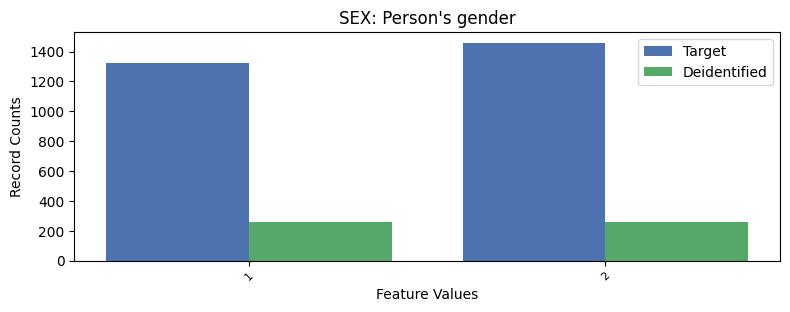 SEX: Person's gender
Target
Deidentified
Record Counts
1400
1200
1000
800
600
400
200
0
1
2
Feature Values